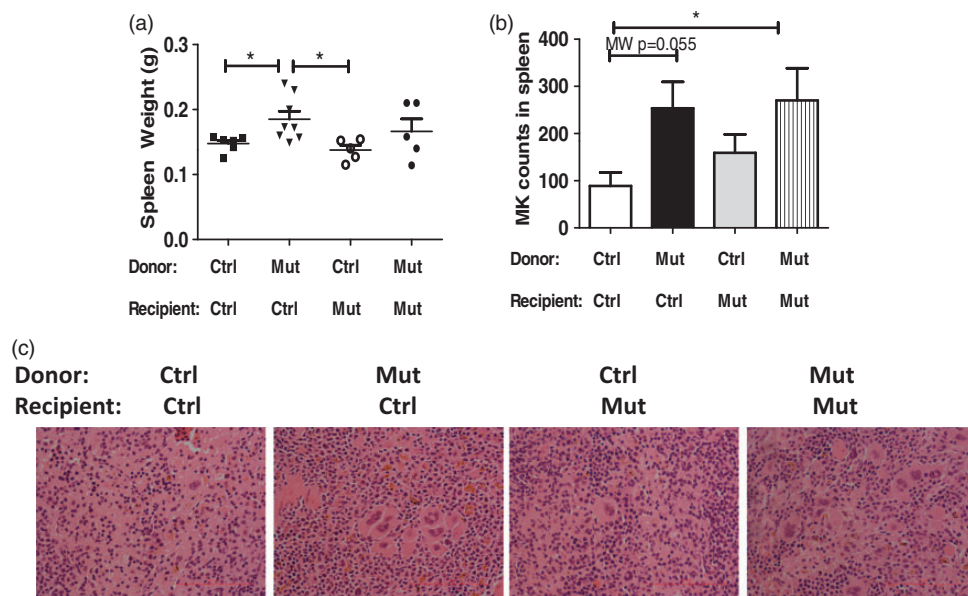 (a)
Spleen Weight (g)
0.3
0.2
0.1
0.0
* *
Donor: Ctrl Mut Ctrl Mut
Recipient: Ctrl Ctrl Mut Mut
(b)
MK counts in spleen
400
300
200
100
0
*
MW p=0.055
Donor: Ctrl Mut Ctrl Mut
Recipient: Ctrl Ctrl Mut Mut
(c)
Donor: Ctrl Mut Ctrl Mut
Recipient: Ctrl Ctrl Mut Mut